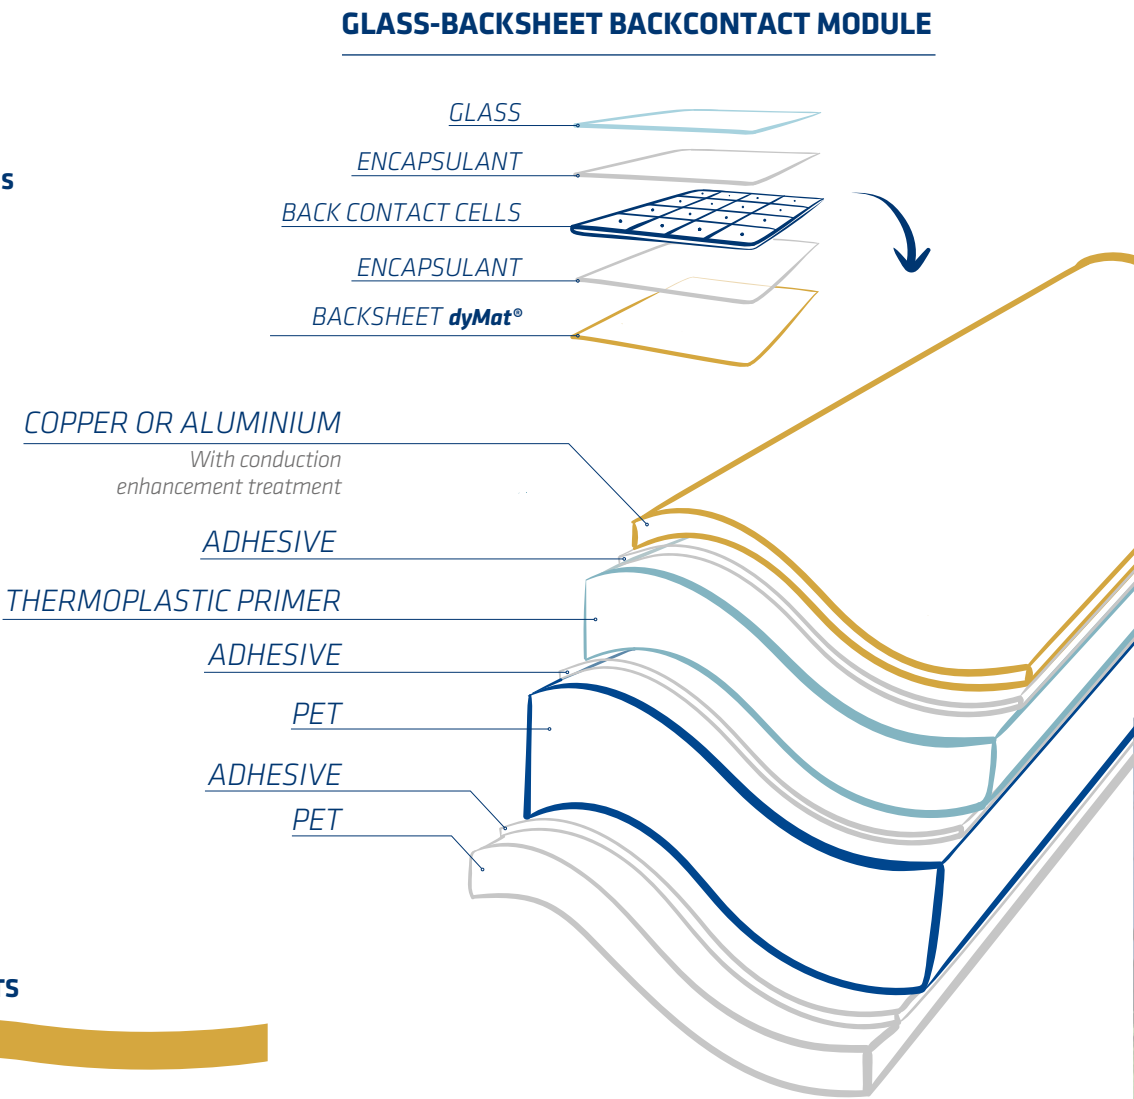 GLASS-BACKSHEET BACKCONTACT MODULE
GLASS
ENCAPSULANT
s
BACK CONTACT CELLS
ENCAPSULANT
BACKSHEET dyMat®
COPPER OR ALUMINIUM
With conduction
enhancement treatment
ADHESIVE
THERMOPLASTIC PRIMER
ADHESIVE
PET
ADHESIVE
PET
TS